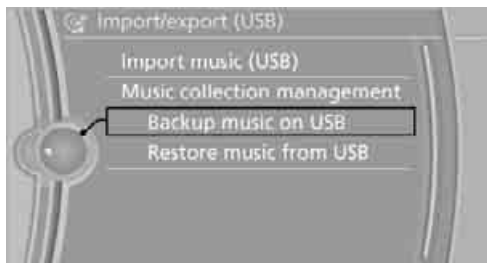 Import/export (USB)
Import music (USB)
Music collection management
Backup music on USB
Restore music from USB